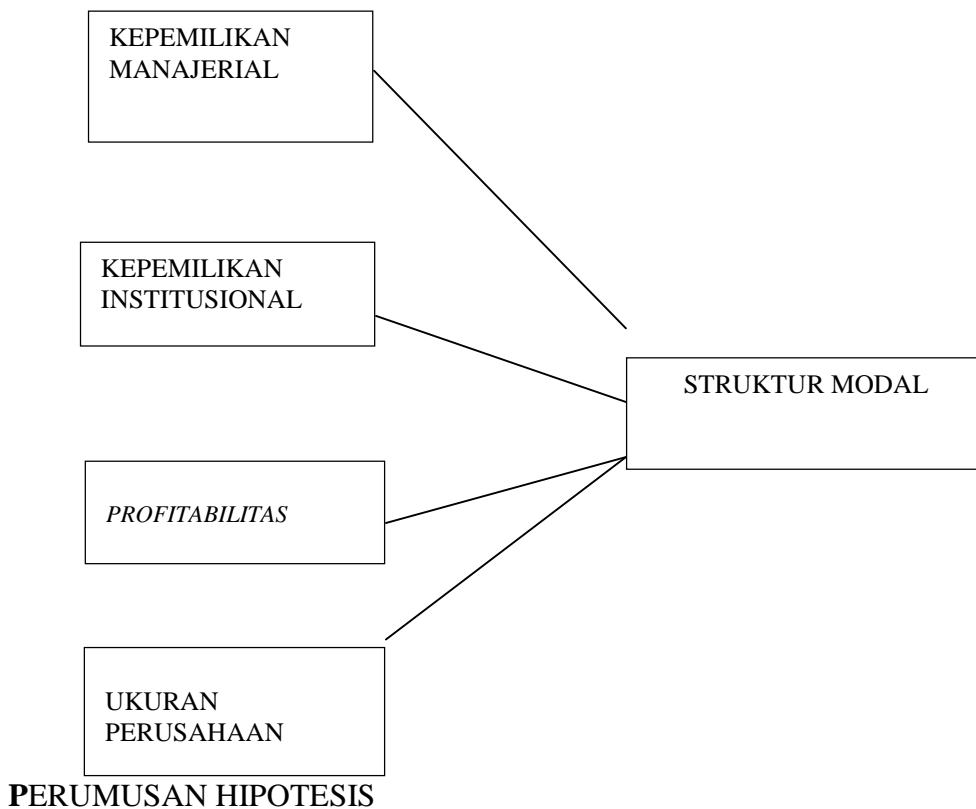 KEPEMILIKAN
MANAJERIAL
KEPEMILIKAN
INSTITUSIONAL
STRUKTUR MODAL
PROFITABILITAS
UKURAN
PERUSAHAAN
PERUMUSAN HIPOTESIS